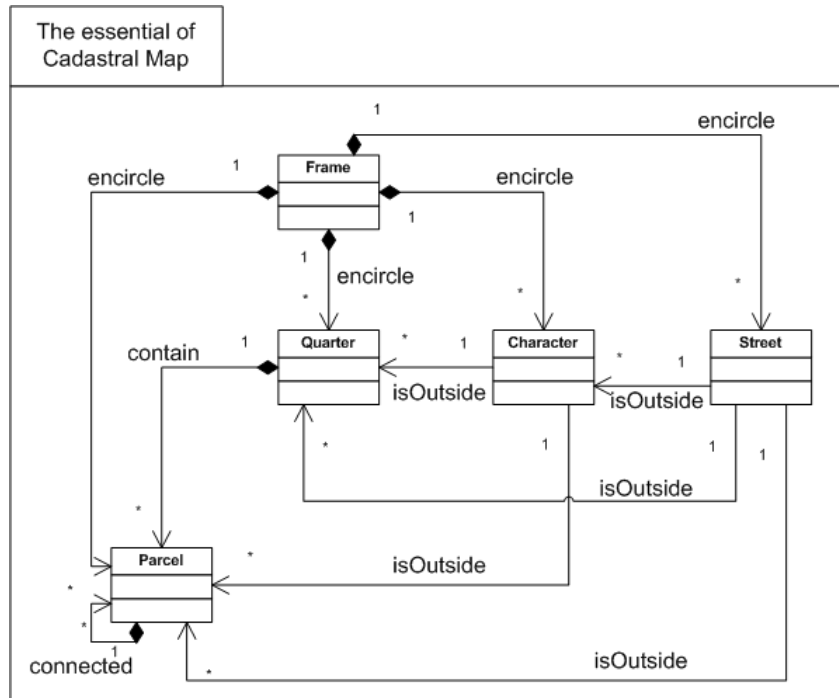 The essential of
Cadastral Map
1
encircle
Frame
encircle
1
encircle
1
1
encircle
*
*
*
Quarter
Character
Street
contain
1
*
1
isOutside
*
1
isOutside
*
1
1
1
isOutside
*
Parcel
*
isOutside
*
*
1
connected
*
isOutside